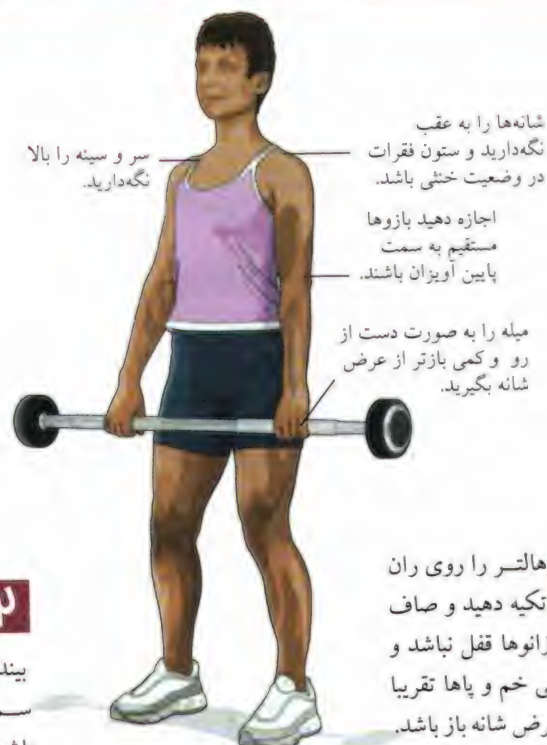 شانه‌ها را به عقب
نگه‌دارید و ستون فقرات
در وضعیت خنثی باشد.
سر و سینه را بالا
نگه‌دارید.
اجازه دهید بازوها
مستقیم به سمت
پایین آویزان باشند.
میله را به صورت دست از
رو و کمی بازتر از عرض
شانه بگیرید.
هالتر را روی ران
تکیه دهید و صاف
زانوها قفل نباشد و
خم و پاها تقریبا
عرض شانه باز باشد.